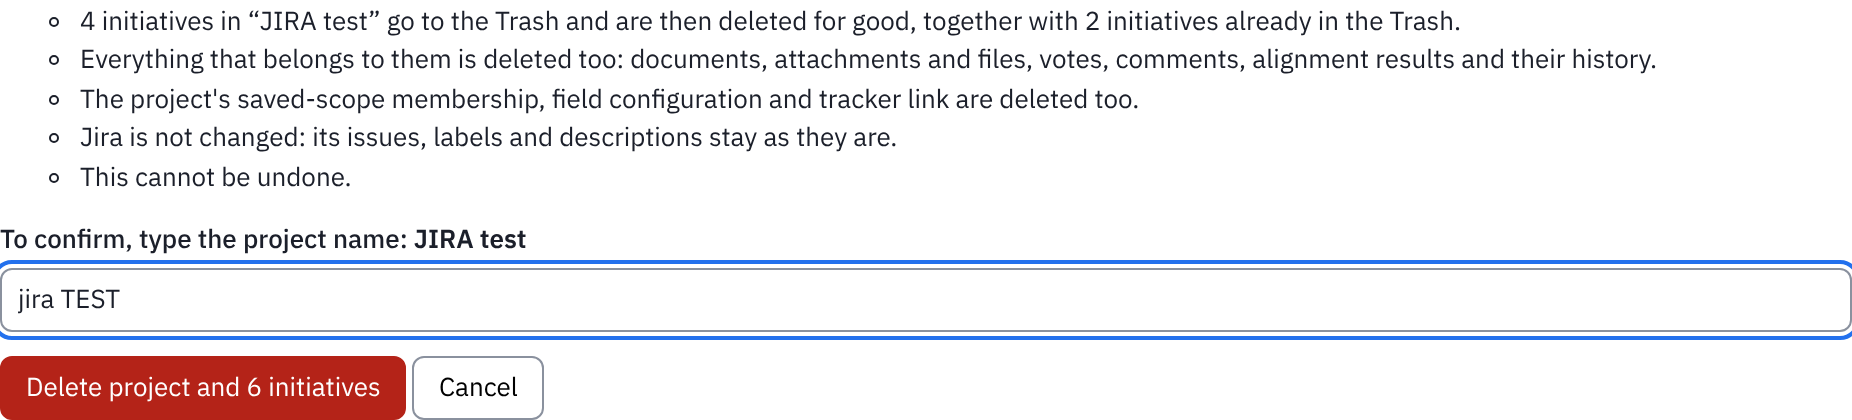 4 initiatives in “JIRA test” go to the Trash and are then deleted for good, together with 2 initiatives already in the Trash.
Everything that belongs to them is deleted too: documents, attachments and files, votes, comments, alignment results and their history.
The project's saved-scope membership, field configuration and tracker link are deleted too.
Jira is not changed: its issues, labels and descriptions stay as they are.
This cannot be undone.
To confirm, type the project name: JIRA test
jira TEST
Delete project and 6 initiatives
Cancel